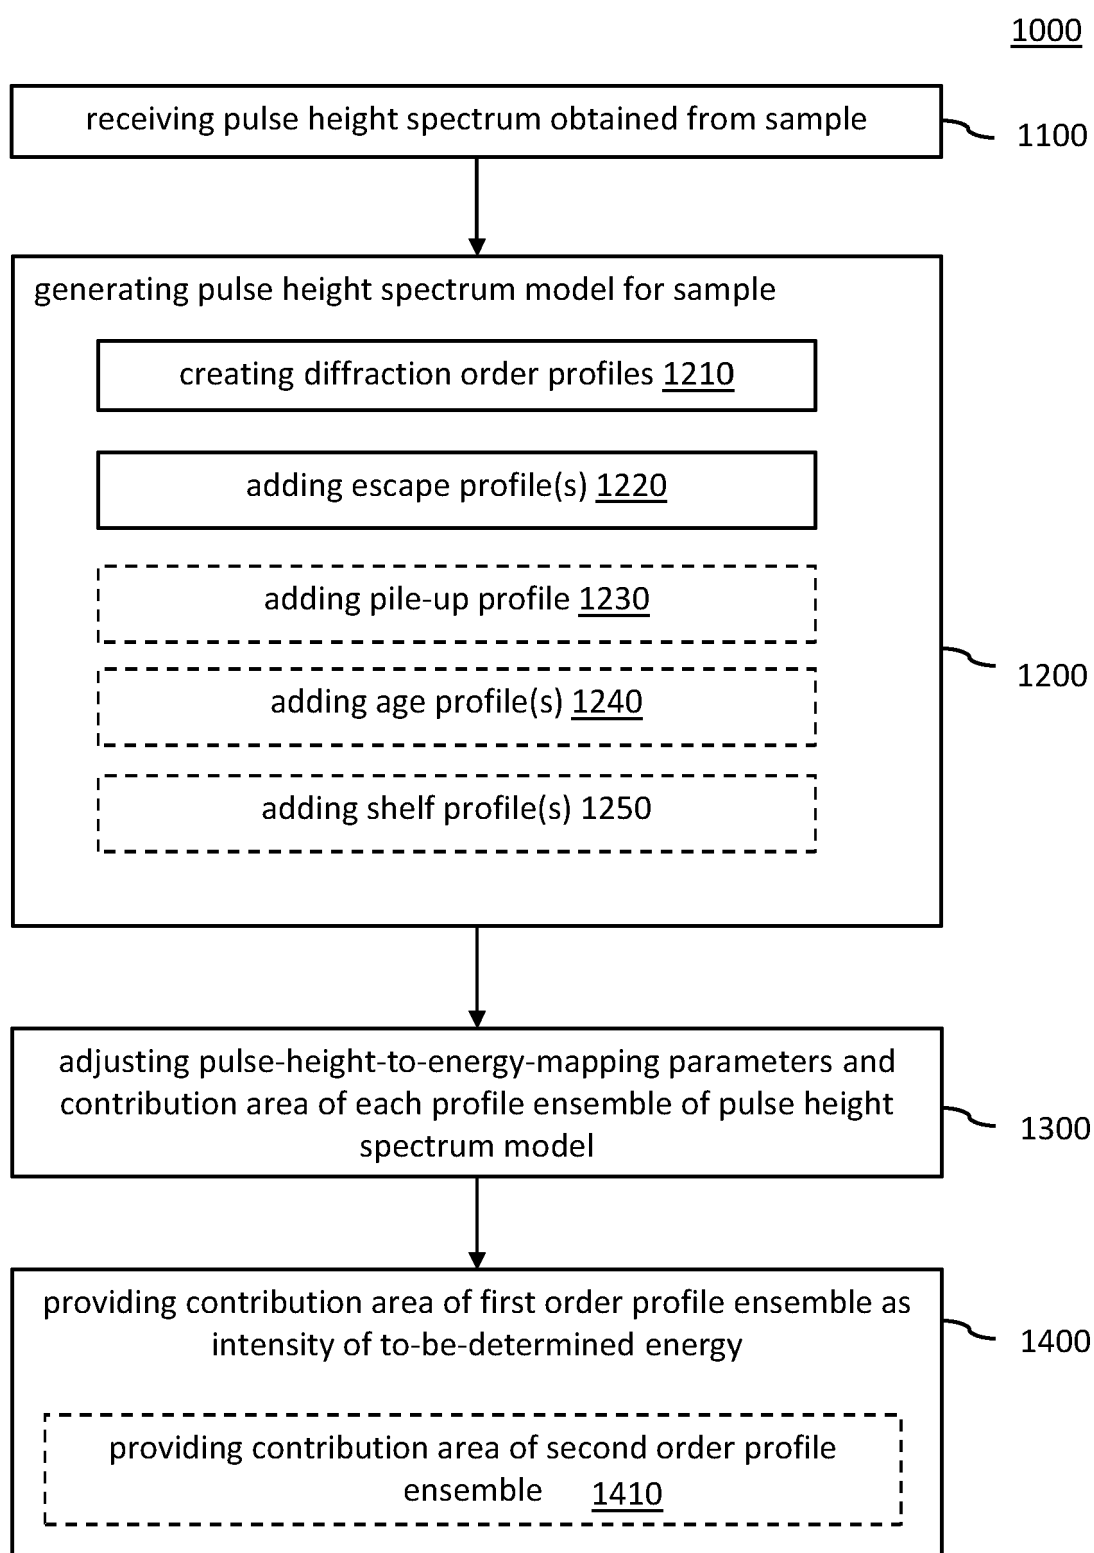 1000
receiving pulse height spectrum obtained from sample
1100
generating pulse height spectrum model for sample
creating diffraction order profiles 1210
adding escape profile(s) 1220
adding pile-up profile 1230
adding age profile(s) 1240
adding shelf profile(s) 1250
1200
adjusting pulse-height-to-energy-mapping parameters and
contribution area of each profile ensemble of pulse height
spectrum model
1300
providing contribution area of first order profile ensemble as
intensity of to-be-determined energy
1400
providing contribution area of second order profile
ensemble 1410